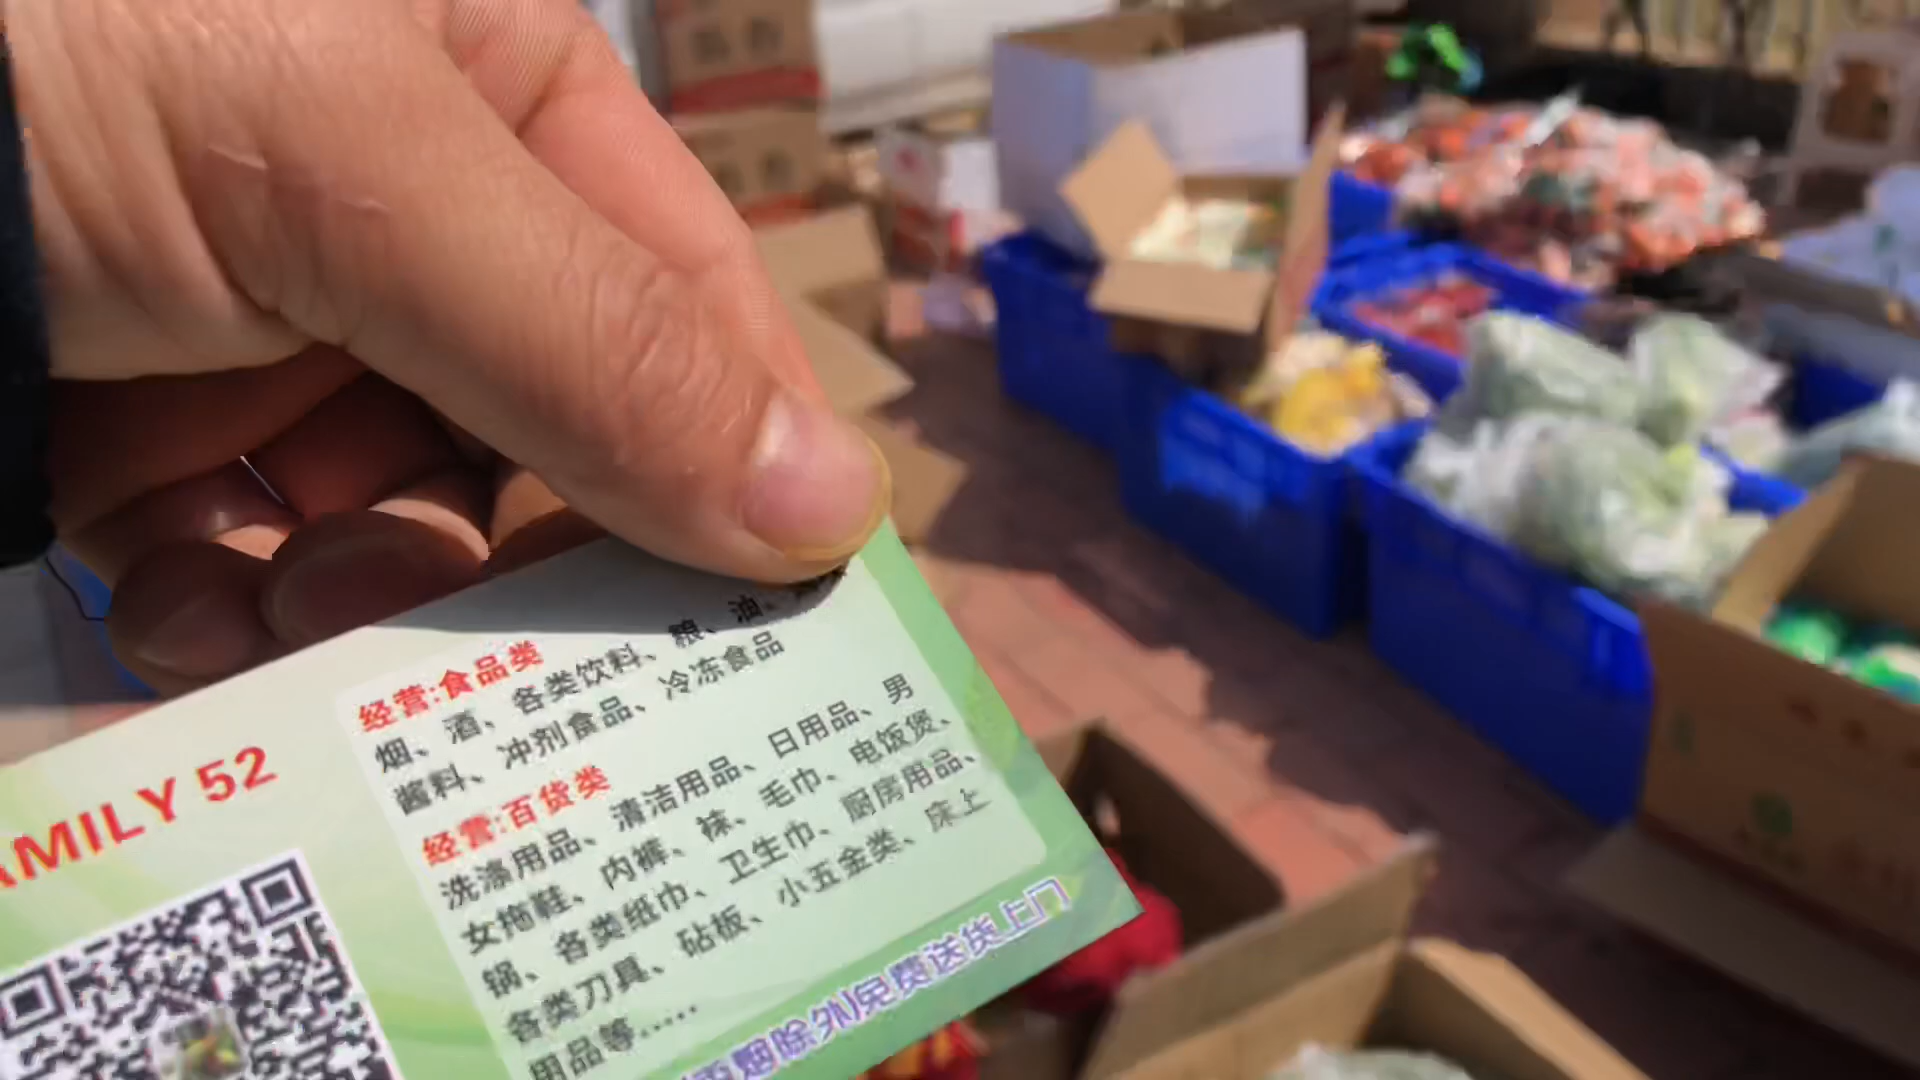 AMILY 52
经营:食品类
烟、酒、各类饮料、粮、油、
酱料、冲剂食品、冷冻食品
经营:百货类
洗涤用品、清洁用品、日用品、男
女拖鞋、内裤、袜、毛巾、电饭煲、
锅、各类纸巾、卫生巾、厨房用品、
各类刀具、砧板、小五金类、床上
用品等.....
烟除外)免费送货上门